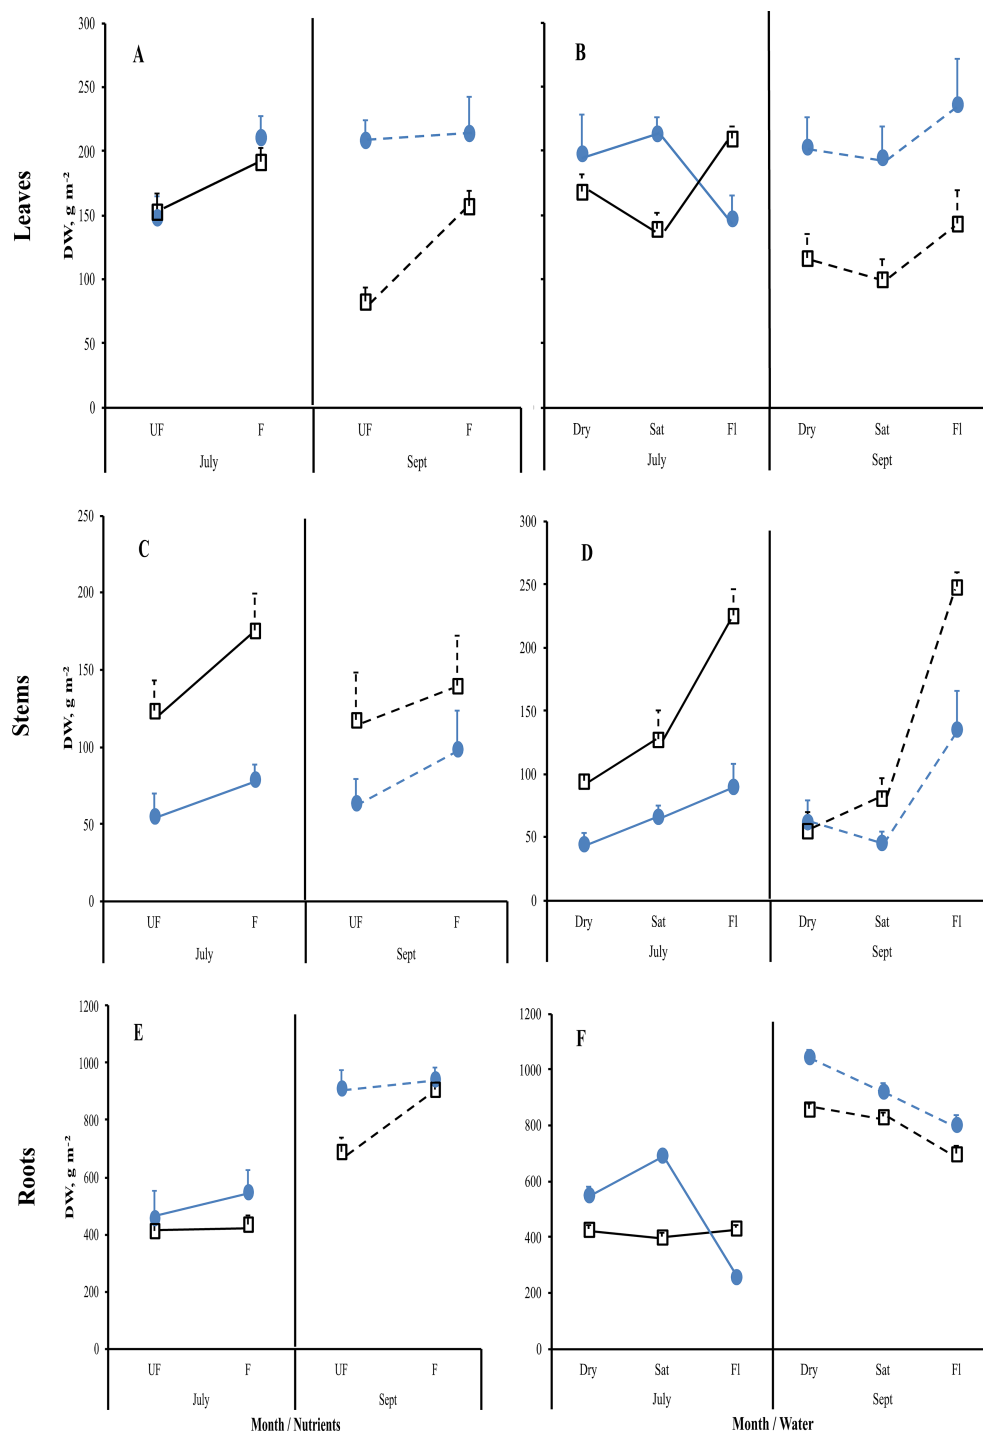 A
300
250
200
150
100
50
0
Leaves
DW, g m⁻²
UF F UF F
July Sept
B
Dry Sat Fl Dry Sat Fl
July Sept
C
250
200
150
100
50
0
Stems
DW, g m⁻²
UF F UF F
July Sept
D
300
250
200
150
100
50
0
Dry Sat Fl Dry Sat Fl
July Sept
E
1200
1000
800
600
400
200
0
Roots
DW, g m⁻²
UF F UF F
July Sept
Month / Nutrients
F
1200
1000
800
600
400
200
0
Dry Sat Fl Dry Sat Fl
July Sept
Month / Water